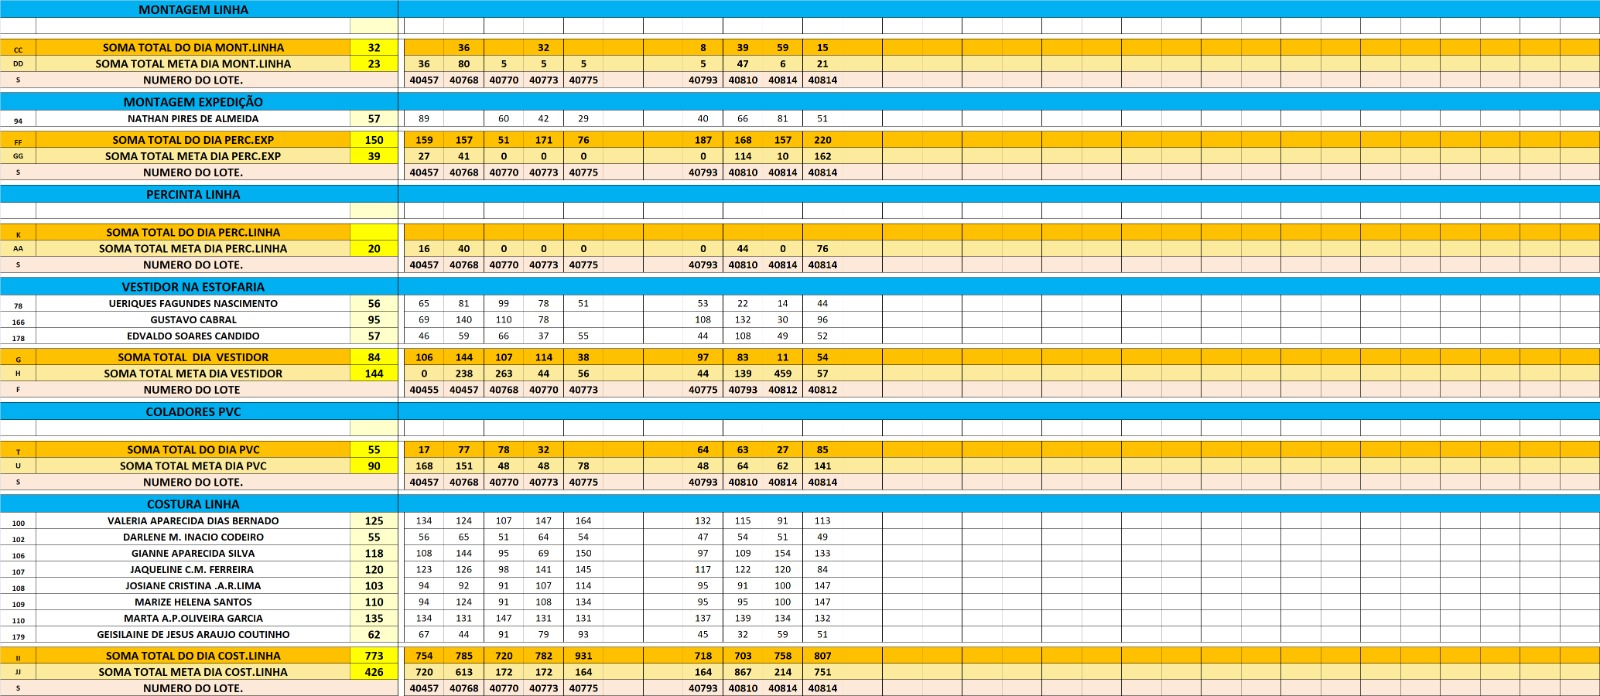 MONTAGEM LINHA
CC SOMA TOTAL DO DIA MONT.LINHA 32 36 32 8 39 59 15
DD SOMA TOTAL META DIA MONT.LINHA 23 36 80 5 5 5 5 47 6 21
S NUMERO DO LOTE. 40457 40768 40770 40773 40775 40793 40810 40814 40814
MONTAGEM EXPEDIÇÃO
94 NATHAN PIRES DE ALMEIDA 57 89 60 42 29 40 66 81 51
FF SOMA TOTAL DO DIA PERC.EXP 150 159 157 51 171 76 187 168 157 220
GG SOMA TOTAL META DIA PERC.EXP 39 27 41 0 0 0 0 114 10 162
S NUMERO DO LOTE. 40457 40768 40770 40773 40775 40793 40810 40814 40814
PERCINTA LINHA
K SOMA TOTAL DO DIA PERC.LINHA
AA SOMA TOTAL META DIA PERC.LINHA 20 16 40 0 0 0 0 44 0 76
S NUMERO DO LOTE. 40457 40768 40770 40773 40775 40793 40810 40814 40814
VESTIDOR NA ESTOFARIA
78 UERIQUES FAGUNDES NASCIMENTO 56 65 81 99 78 51 53 22 14 44
166 GUSTAVO CABRAL 95 69 140 110 78 108 132 30 96
178 EDVALDO SOARES CANDIDO 57 46 59 66 37 55 44 108 49 52
G SOMA TOTAL DIA VESTIDOR 84 106 144 107 114 38 97 83 11 54
H SOMA TOTAL META DIA VESTIDOR 144 0 238 263 44 56 44 139 459 57
F NUMERO DO LOTE 40455 40457 40768 40770 40773 40775 40793 40812 40812
COLADORES PVC
T SOMA TOTAL DO DIA PVC 55 17 77 78 32 64 63 27 85
U SOMA TOTAL META DIA PVC 90 168 151 48 48 78 48 64 62 141
S NUMERO DO LOTE. 40457 40768 40770 40773 40775 40793 40810 40814 40814
COSTURA LINHA
100 VALERIA APARECIDA DIAS BERNADO 125 134 124 107 147 164 132 115 91 113
102 DARLENE M. INACIO CODEIRO 55 56 65 51 64 54 47 54 51 49
106 GIANNE APARECIDA SILVA 118 108 144 95 69 150 97 109 154 133
107 JAQUELINE C.M. FERREIRA 120 123 126 98 141 145 117 122 120 84
108 JOSIANE CRISTINA .A.R.LIMA 103 94 92 91 107 114 95 91 100 147
109 MARIZE HELENA SANTOS 110 94 124 91 108 134 95 95 100 147
110 MARTA A.P.OLIVEIRA GARCIA 135 134 131 147 131 131 137 139 134 132
179 GEISILAINE DE JESUS ARAUJO COUTINHO 62 67 44 91 79 93 45 32 59 51
II SOMA TOTAL DO DIA COST.LINHA 773 754 785 720 782 931 718 703 758 807
JJ SOMA TOTAL META DIA COST.LINHA 426 720 613 172 172 164 164 867 214 751
S NUMERO DO LOTE. 40457 40768 40770 40773 40775 40793 40810 40814 40814